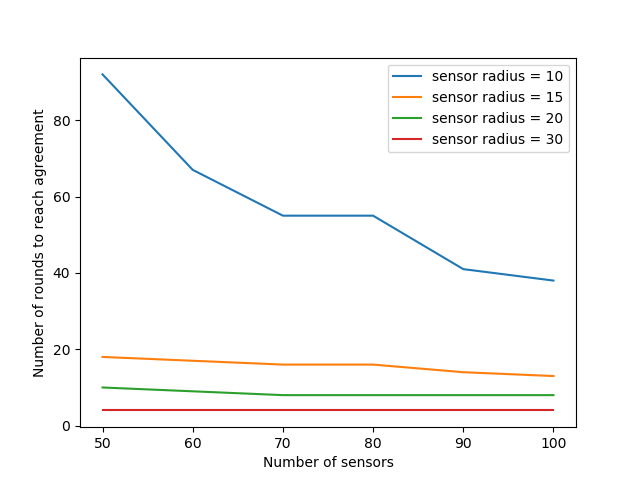 sensor radius = 10
sensor radius = 15
sensor radius = 20
sensor radius = 30
Number of rounds to reach agreement
80
60
40
20
0
50 60 70 80 90 100
Number of sensors